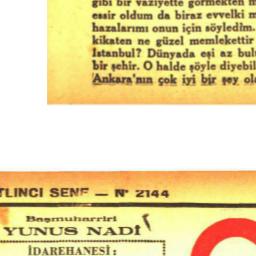 gibi bir vaziyette görmekten m
esir oldum da biraz evvelki m
hazalarımı onun için söyledim.
kikaten ne güzel memlekettir
İstanbul? Dünyada eşi az bul
bir şehir. O halde şöyle diyebil
Ankara'nın çok iyi bir şey ol
TLINCI SENE — Nº 2144
Başmuharriri
YUNUS NADİ
İDAREHANESİ: